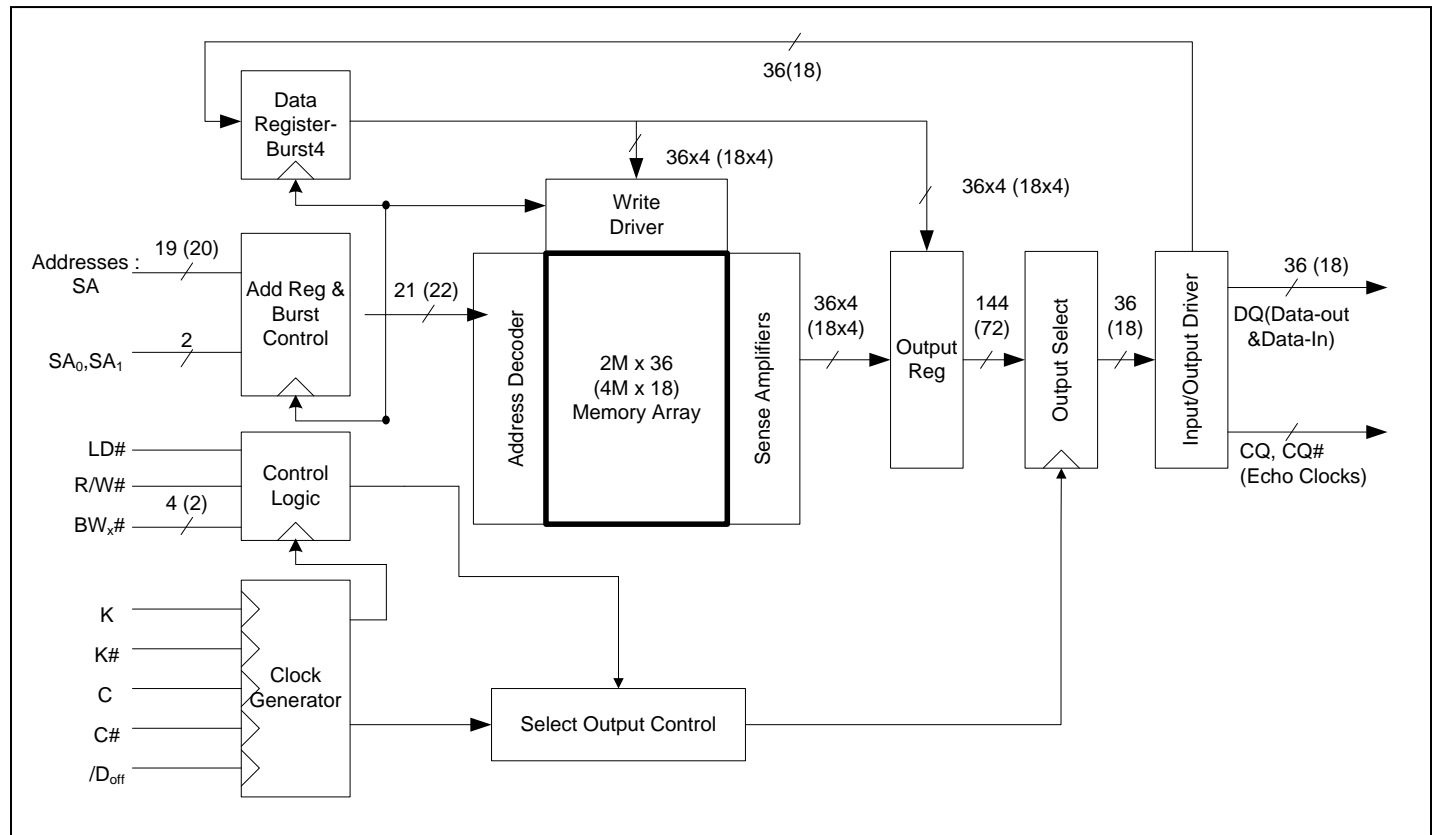 36(18)
Data
Register-
Burst4
36x4 (18x4)
36x4 (18x4)
Write
Driver
Addresses :
SA
19 (20)
SA₀,SA₁
2
Add Reg &
Burst
Control
21 (22)
Address Decoder
2M x 36
(4M x 18)
Memory Array
Sense Amplifiers
36x4
(18x4)
Output
Reg
144
(72)
Output Select
36
(18)
Input/Output Driver
36 (18)
DQ(Data-out
&Data-In)
CQ, CQ#
(Echo Clocks)
LD#
R/W#
BWₓ#
4 (2)
Control
Logic
K
K#
C
C#
/Dₒff
Clock
Generator
Select Output Control